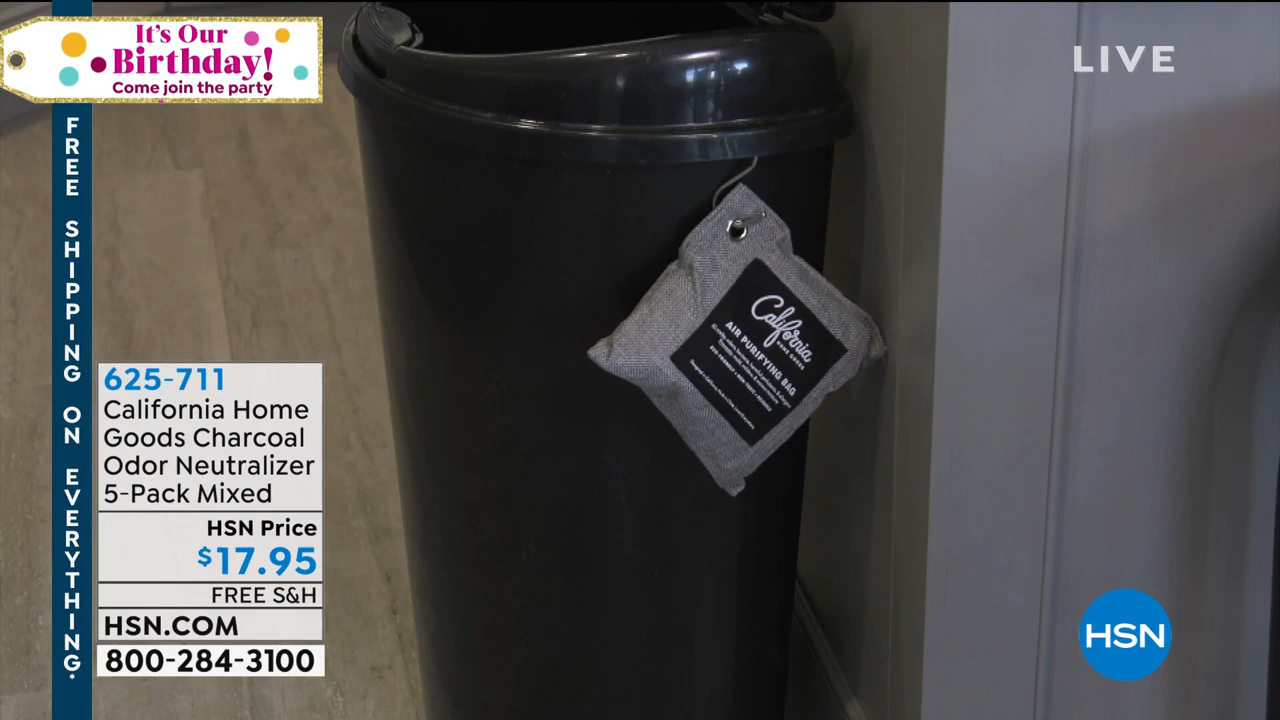 It's Our
Birthday!
Come join the party
LIVE
FREE SHIPPING ON EVERYTHING*
625-711
California Home
Goods Charcoal
Odor Neutralizer
5-Pack Mixed
HSN Price
$17.95
FREE S&H
HSN.COM
800-284-3100
California
HOME GOODS
AIR PURIFYING BAG
HSN